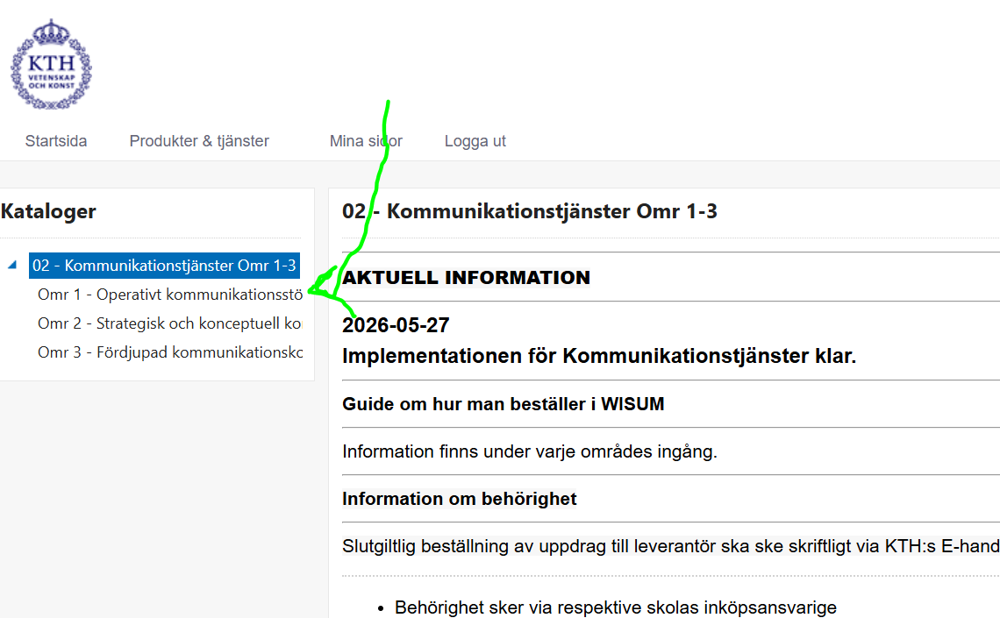 KTH
VETENSKAP
OCH KONST
Startsida Produkter & tjänster Mina sidor Logga ut
Kataloger
02 - Kommunikationstjänster Omr 1-3
Omr 1 - Operativt kommunikationsstö
Omr 2 - Strategisk och konceptuell ko
Omr 3 - Fördjupad kommunikationsko
02 - Kommunikationstjänster Omr 1-3
AKTUELL INFORMATION
2026-05-27
Implementationen för Kommunikationstjänster klar.
Guide om hur man beställer i WISUM
Information finns under varje områdes ingång.
Information om behörighet
Slutgiltlig beställning av uppdrag till leverantör ska ske skriftligt via KTH:s E-hand
Behörighet sker via respektive skolas inköpsansvarige